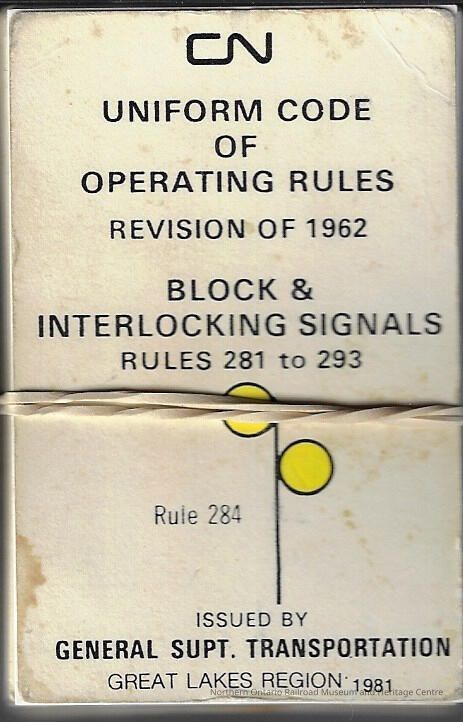 CN
UNIFORM CODE
OF
OPERATING RULES
REVISION OF 1962
BLOCK &
INTERLOCKING SIGNALS
RULES 281 to 293
Rule 284
ISSUED BY
GENERAL SUPT. TRANSPORTATION
GREAT LAKES REGION 1981
Northern Ontario Railroad Museum and Heritage Centre